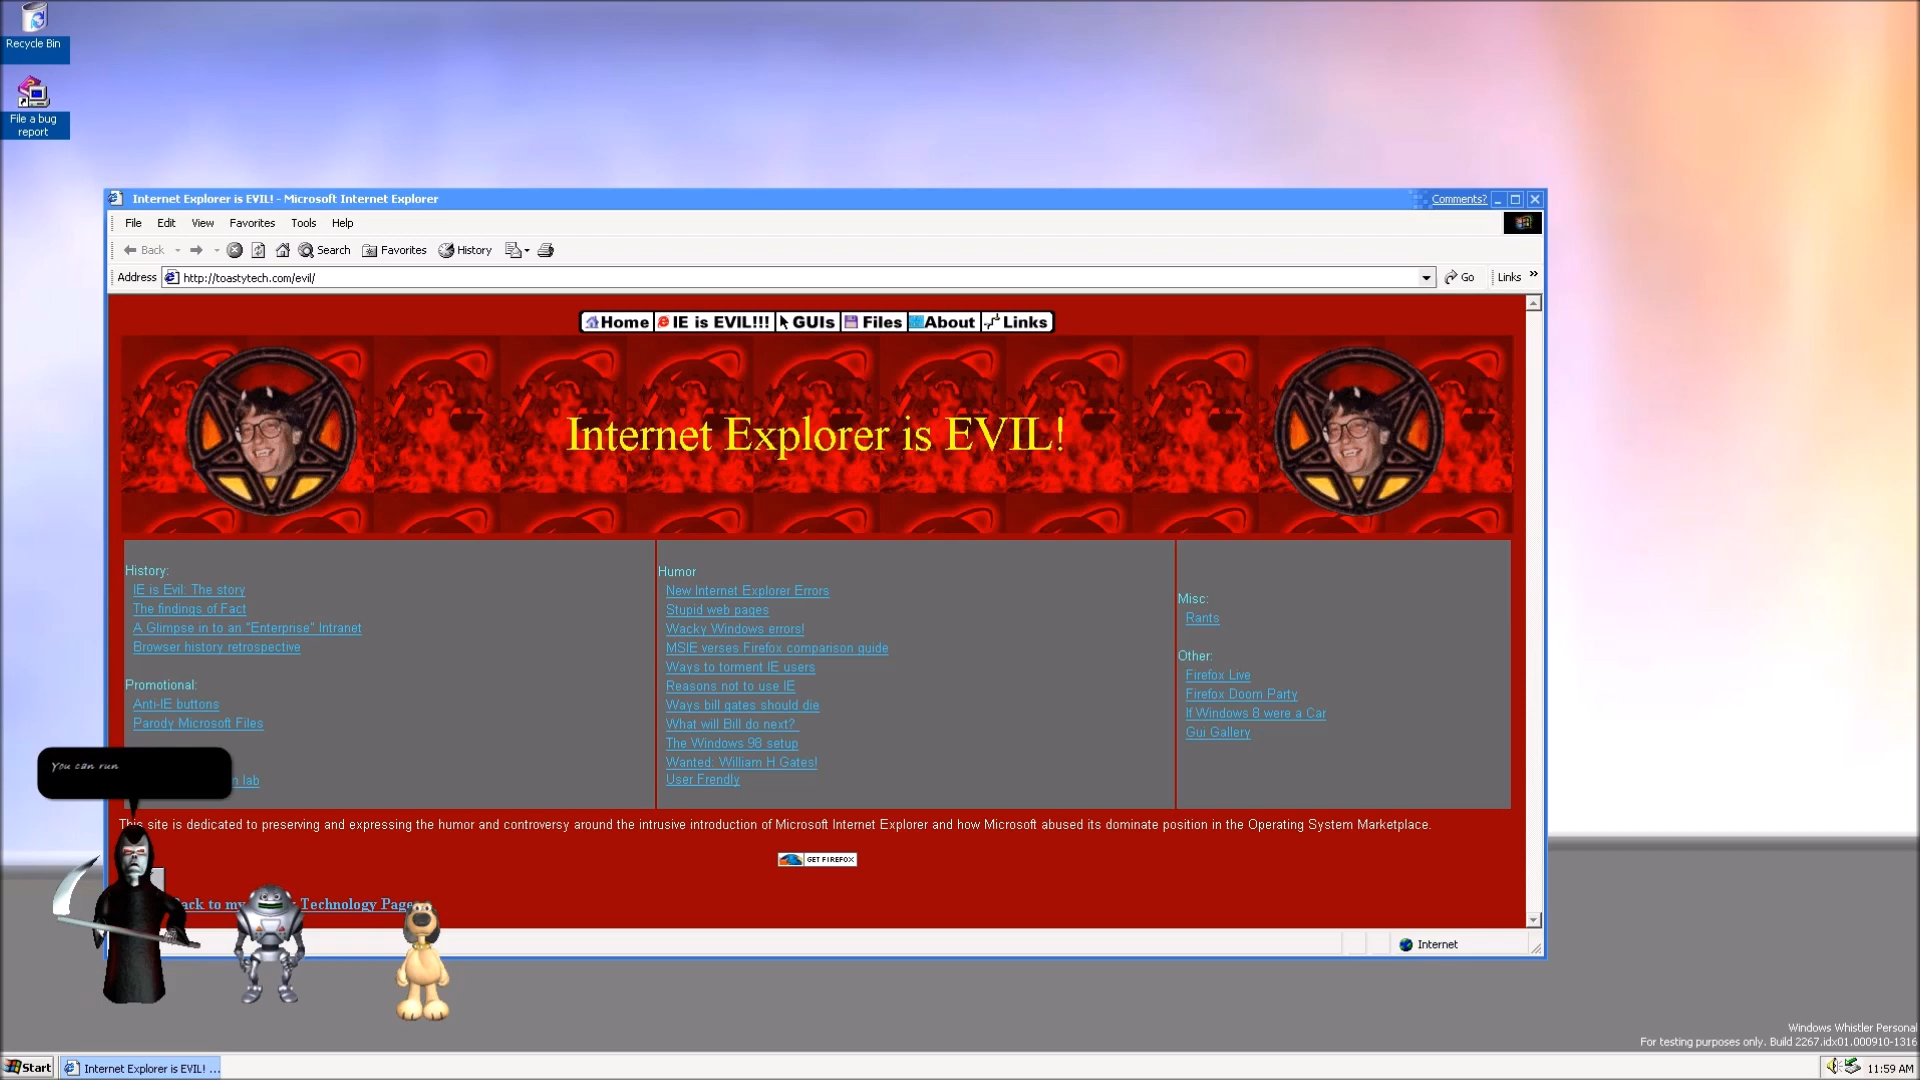 Recycle Bin
File a bug
report
Internet Explorer is EVIL! - Microsoft Internet Explorer
Comments?
File Edit View Favorites Tools Help
Back Search Favorites History
Address http://toastytech.com/evil/ Go Links »
Home IE is EVIL!!! GUIs Files About Links
Internet Explorer is EVIL!
History:
IE is Evil: The story
The findings of Fact
A Glimpse in to an "Enterprise" Intranet
Browser history retrospective
Promotional:
Anti-IE buttons
Parody Microsoft Files
lab
Humor
New Internet Explorer Errors
Stupid web pages
Wacky Windows errors!
MSIE verses Firefox comparison guide
Ways to torment IE users
Reasons not to use IE
Ways bill gates should die
What will Bill do next?
The Windows 98 setup
Wanted: William H Gates!
User Frendly
Misc:
Rants
Other:
Firefox Live
Firefox Doom Party
If Windows 8 were a Car
Gui Gallery
You can run
This site is dedicated to preserving and expressing the humor and controversy around the intrusive introduction of Microsoft Internet Explorer and how Microsoft abused its dominate position in the Operating System Marketplace.
GET FIREFOX
Back to my Technology Page
Internet
Windows Whistler Personal
For testing purposes only. Build 2267.idx01.000910-1316
Start Internet Explorer is EVIL! ... 11:59 AM